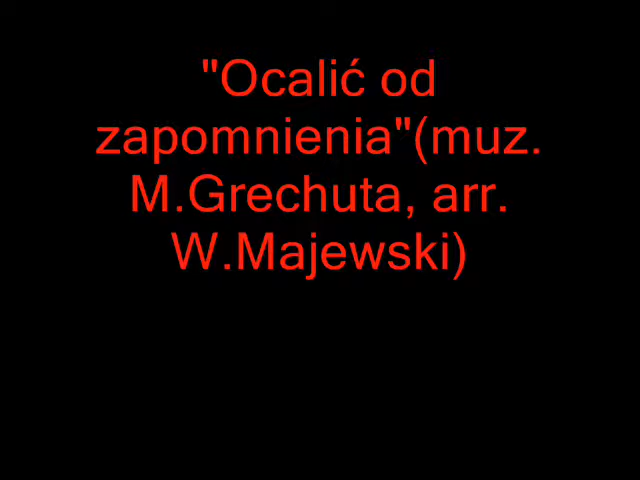 "Ocalić od
zapomnienia"(muz.
M.Grechuta, arr.
W.Majewski)